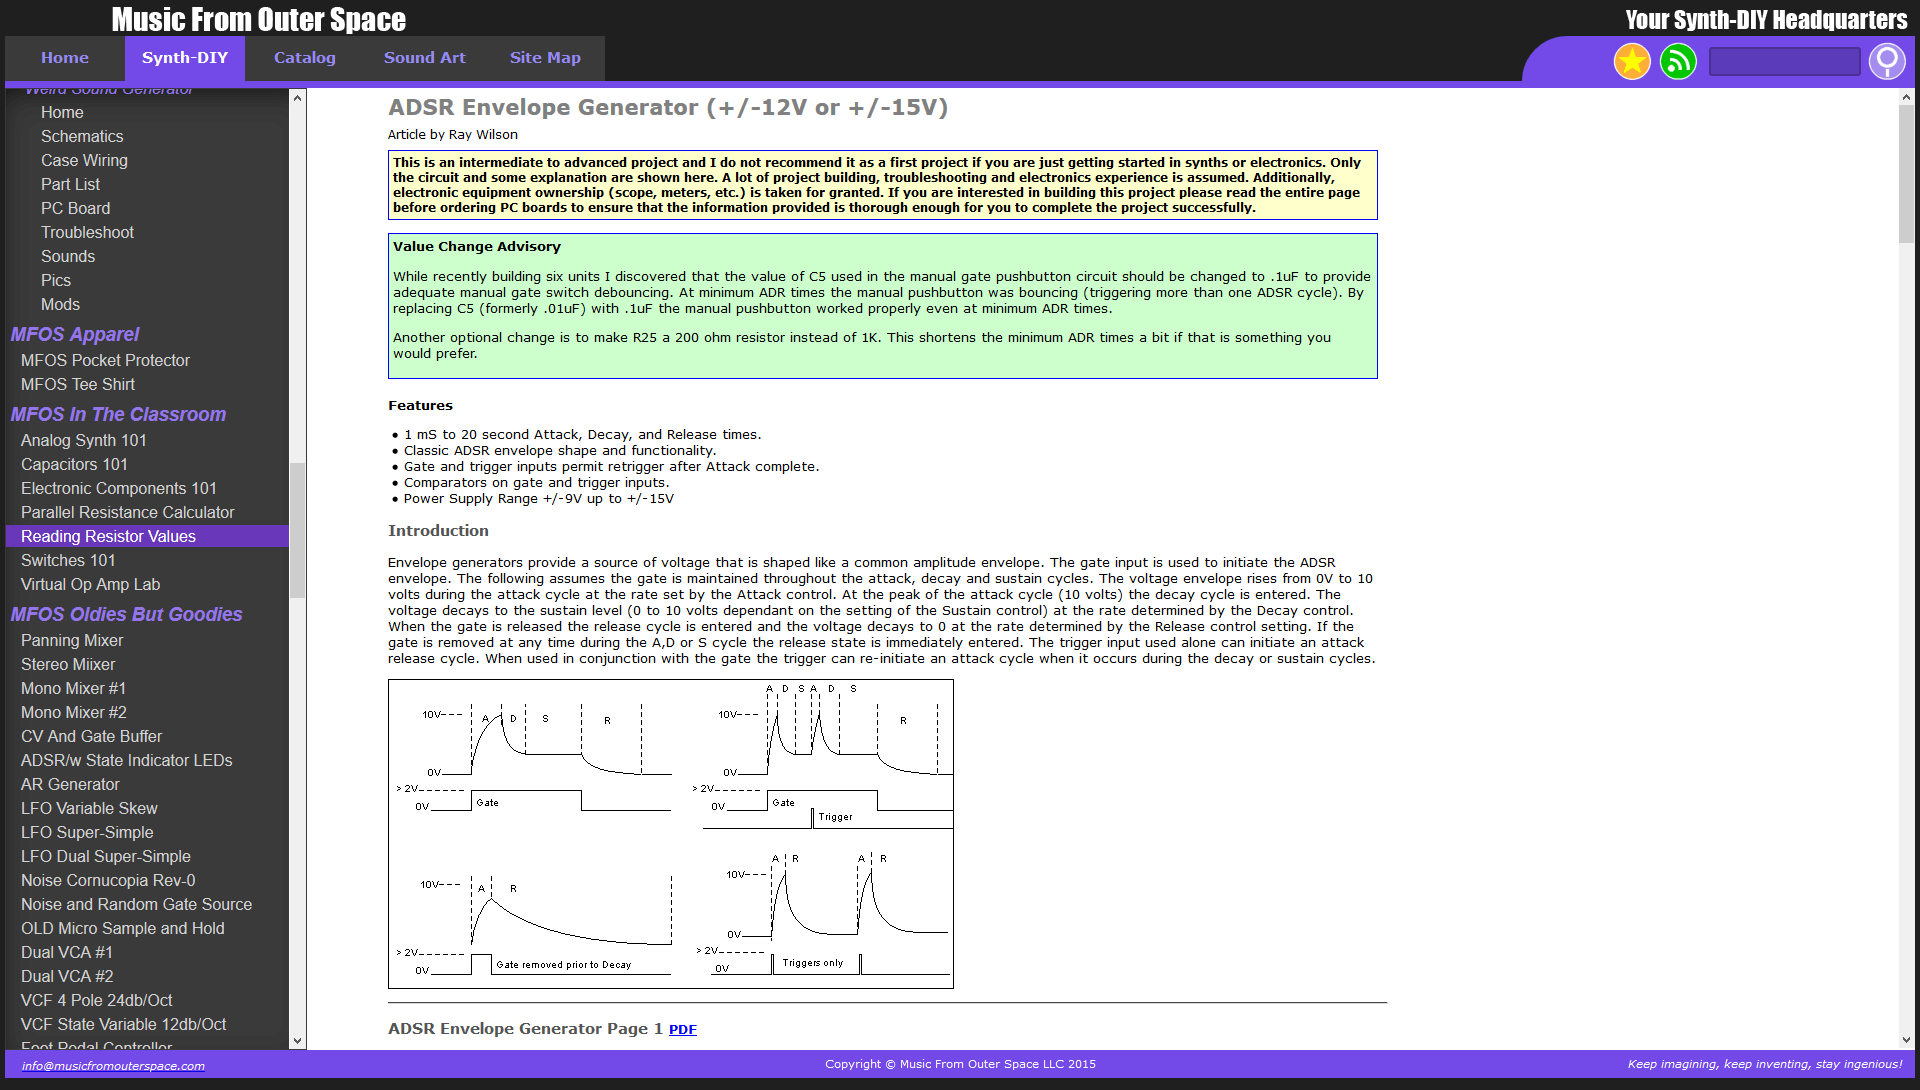 Music From Outer Space
Your Synth-DIY Headquarters
Home
Synth-DIY
Catalog
Sound Art
Site Map
Weird Sound Generator
Home
Schematics
Case Wiring
Part List
PC Board
Troubleshoot
Sounds
Pics
Mods
MFOS Apparel
MFOS Pocket Protector
MFOS Tee Shirt
MFOS In The Classroom
Analog Synth 101
Capacitors 101
Electronic Components 101
Parallel Resistance Calculator
Reading Resistor Values
Switches 101
Virtual Op Amp Lab
MFOS Oldies But Goodies
Panning Mixer
Stereo Miixer
Mono Mixer #1
Mono Mixer #2
CV And Gate Buffer
ADSR/w State Indicator LEDs
AR Generator
LFO Variable Skew
LFO Super-Simple
LFO Dual Super-Simple
Noise Cornucopia Rev-0
Noise and Random Gate Source
OLD Micro Sample and Hold
Dual VCA #1
Dual VCA #2
VCF 4 Pole 24db/Oct
VCF State Variable 12db/Oct
Foot Pedal Controller
ADSR Envelope Generator (+/-12V or +/-15V)
Article by Ray Wilson
This is an intermediate to advanced project and I do not recommend it as a first project if you are just getting started in synths or electronics. Only
the circuit and some explanation are shown here. A lot of project building, troubleshooting and electronics experience is assumed. Additionally,
electronic equipment ownership (scope, meters, etc.) is taken for granted. If you are interested in building this project please read the entire page
before ordering PC boards to ensure that the information provided is thorough enough for you to complete the project successfully.
Value Change Advisory
While recently building six units I discovered that the value of C5 used in the manual gate pushbutton circuit should be changed to .1uF to provide
adequate manual gate switch debouncing. At minimum ADR times the manual pushbutton was bouncing (triggering more than one ADSR cycle). By
replacing C5 (formerly .01uF) with .1uF the manual pushbutton worked properly even at minimum ADR times.
Another optional change is to make R25 a 200 ohm resistor instead of 1K. This shortens the minimum ADR times a bit if that is something you
would prefer.
Features
• 1 mS to 20 second Attack, Decay, and Release times.
• Classic ADSR envelope shape and functionality.
• Gate and trigger inputs permit retrigger after Attack complete.
• Comparators on gate and trigger inputs.
• Power Supply Range +/-9V up to +/-15V
Introduction
Envelope generators provide a source of voltage that is shaped like a common amplitude envelope. The gate input is used to initiate the ADSR
envelope. The following assumes the gate is maintained throughout the attack, decay and sustain cycles. The voltage envelope rises from 0V to 10
volts during the attack cycle at the rate set by the Attack control. At the peak of the attack cycle (10 volts) the decay cycle is entered. The
voltage decays to the sustain level (0 to 10 volts dependant on the setting of the Sustain control) at the rate determined by the Decay control.
When the gate is released the release cycle is entered and the voltage decays to 0 at the rate determined by the Release control setting. If the
gate is removed at any time during the A,D or S cycle the release state is immediately entered. The trigger input used alone can initiate an attack
release cycle. When used in conjunction with the gate the trigger can re-initiate an attack cycle when it occurs during the decay or sustain cycles.
10V A D S R
0V
> 2V
0V Gate
A D S A D S
10V R
0V
> 2V
0V Gate
Trigger
10V A R
> 2V
0V Gate removed prior to Decay
A R A R
10V
0V
> 2V
0V Triggers only
ADSR Envelope Generator Page 1 PDF
info@musicfromouterspace.com
Copyright © Music From Outer Space LLC 2015
Keep imagining, keep inventing, stay ingenious!